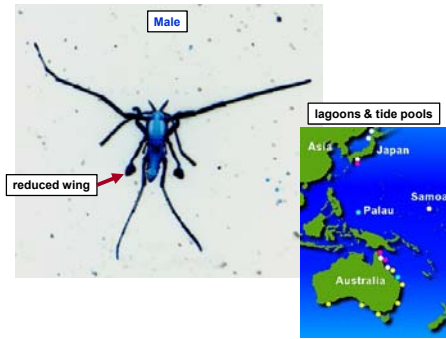 Male
reduced wing
lagoons & tide pools
Asia
Japan
Samoa
Palau
Australia